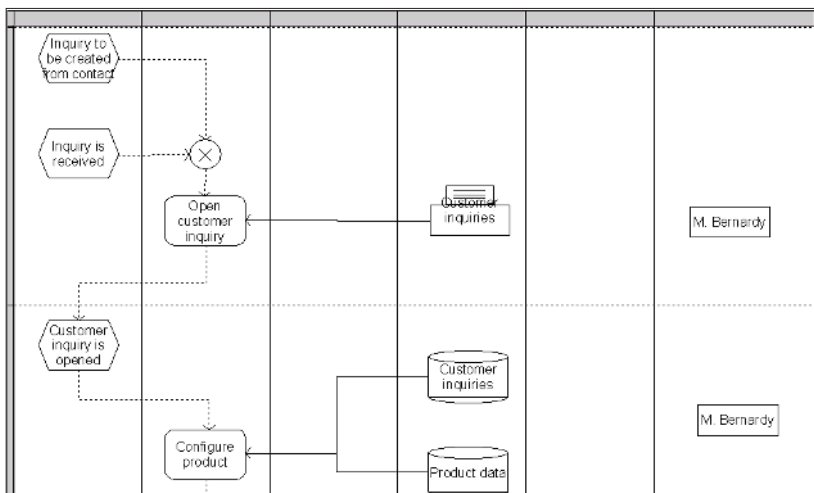 Inquiry to
be created
from contact
Inquiry is
received
Open
customer
inquiry
Customer
inquiries
M. Bernardy
Customer
inquiry is
opened
Customer
inquiries
M. Bernardy
Configure
product
Product data